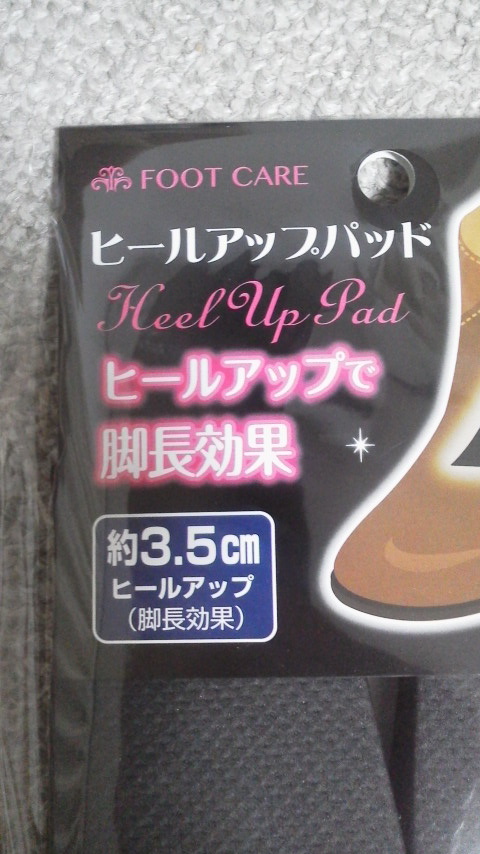 FOOT CARE
ヒールアップパッド
Heel Up Pad
ヒールアップで
脚長効果
約3.5cm
ヒールアップ
(脚長効果)